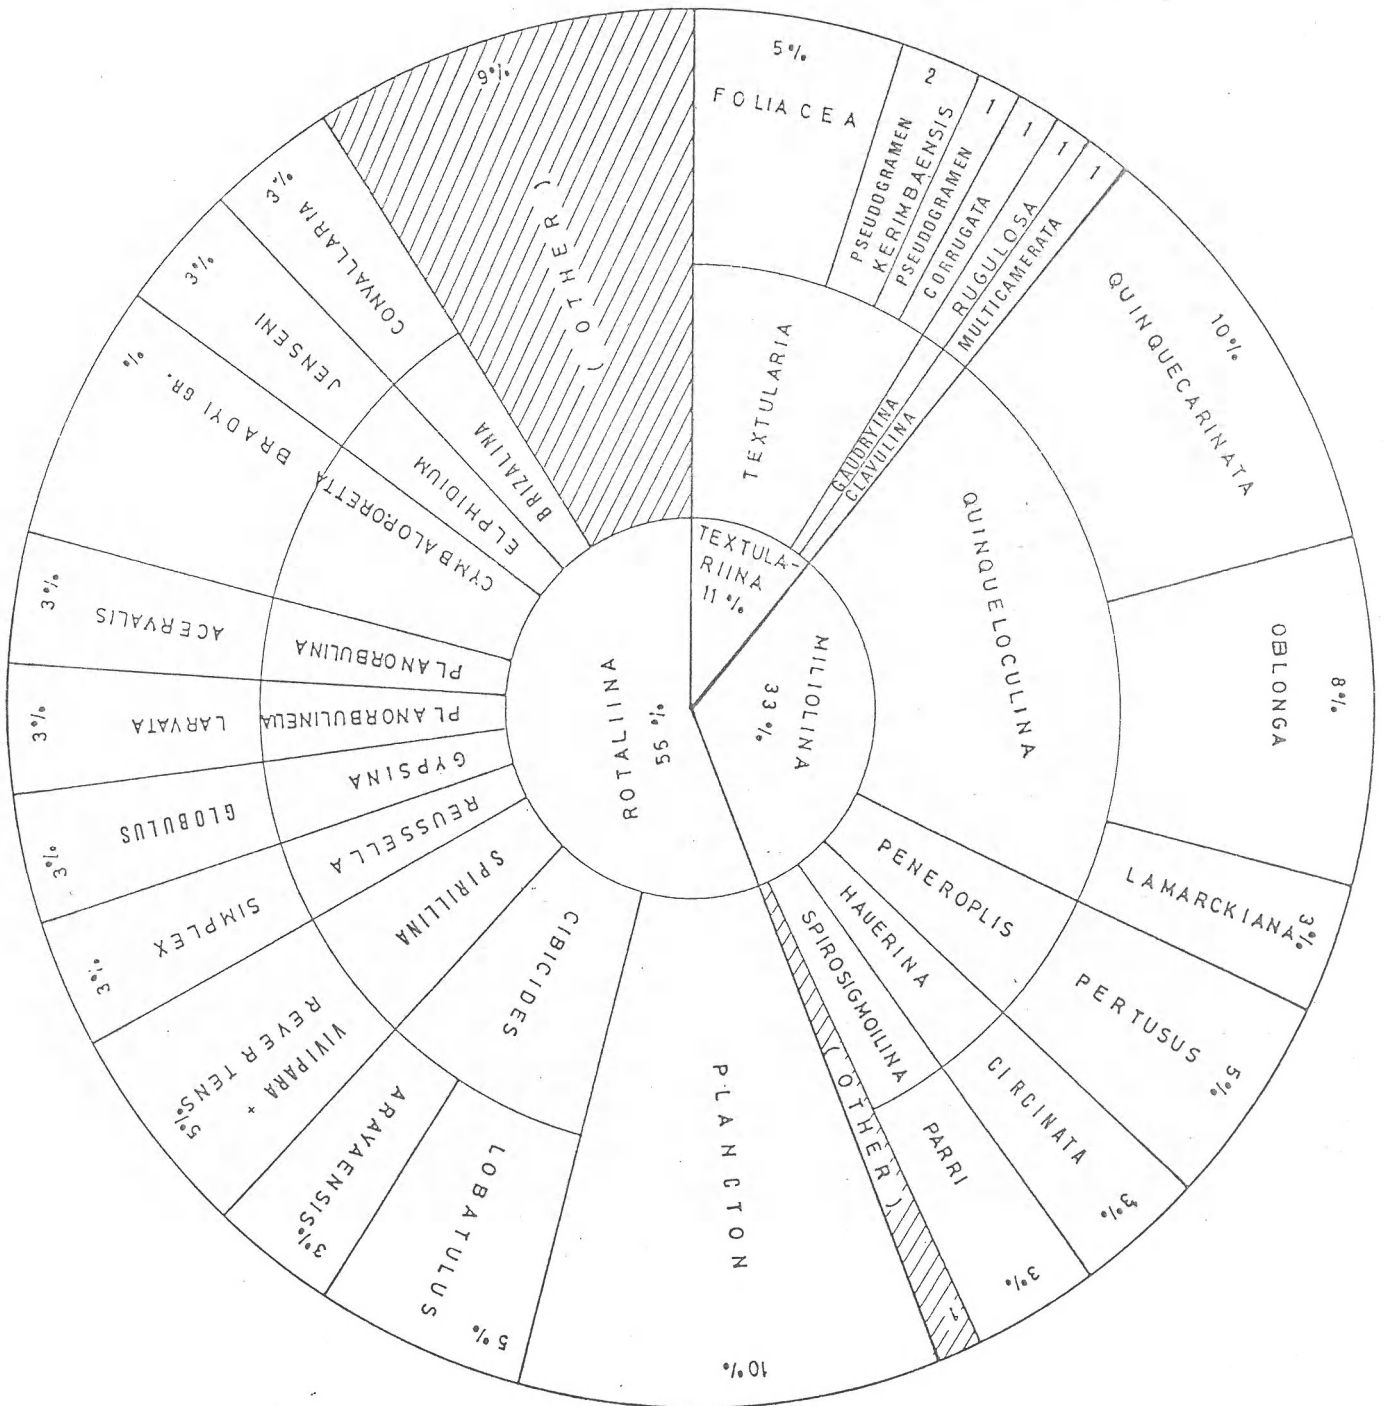 5%
FOLIACEA
2
PSEUDOGRAMEN
KERIMBAENSIS
1
PSEUDOGRAMEN
1
CORRUGATA
1
RUGULOSA
1
MULTICAMERATA
TEXTULARIA
GAUDRYINA
CLAVULINA
TEXTULA-
RIINA
11 %
10%
QUINQUECARINATA
8%
OBLONGA
3%
LAMARCKIANA
QUINQUELOCULINA
MILIOLINA
33 %
PENEROPLIS
PERTUSUS
5%
HAUERINA
CIRCINATA
3%
SPIROSIGMOILINA
PARRI
3%
( OTHER )
1
PLANCTON
10%
CIBICIDES
LOBATULUS
5%
ARAYAENSIS
3%
SPIRILLINA
VIVIPARA +
REVERTENS
5%
REUSSELLA
SIMPLEX
3%
GYPSINA
GLOBULUS
3%
PLANORBULINELLA
LARVATA
3%
PLANORBULINA
ACERVALIS
3%
CYMBALOPORETTA
BRADYI GR.
%
ELPHIDIUM
JENSENI
3%
BRIZALINA
CONVALLARIA
3%
( OTHER )
9%
ROTALIINA
56 %